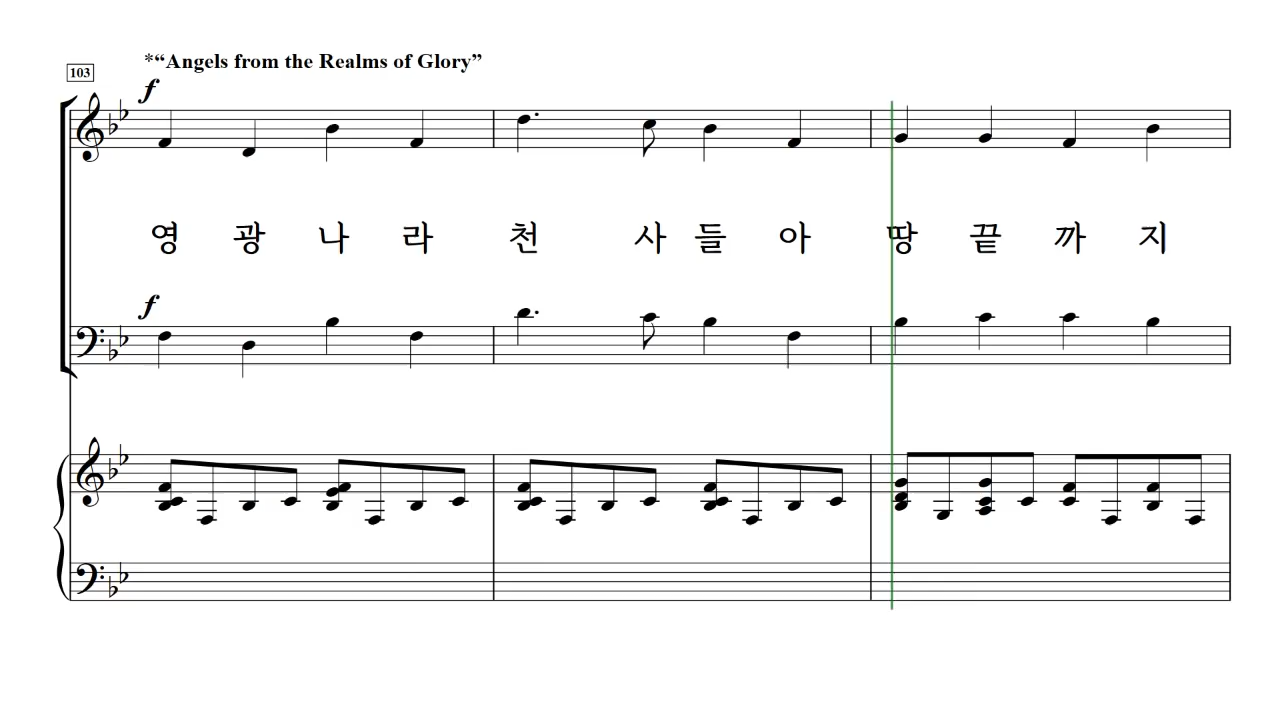 *“Angels from the Realms of Glory”
103
f
영 광 나 라 천 사 들 아 땅 끝 까 지
f